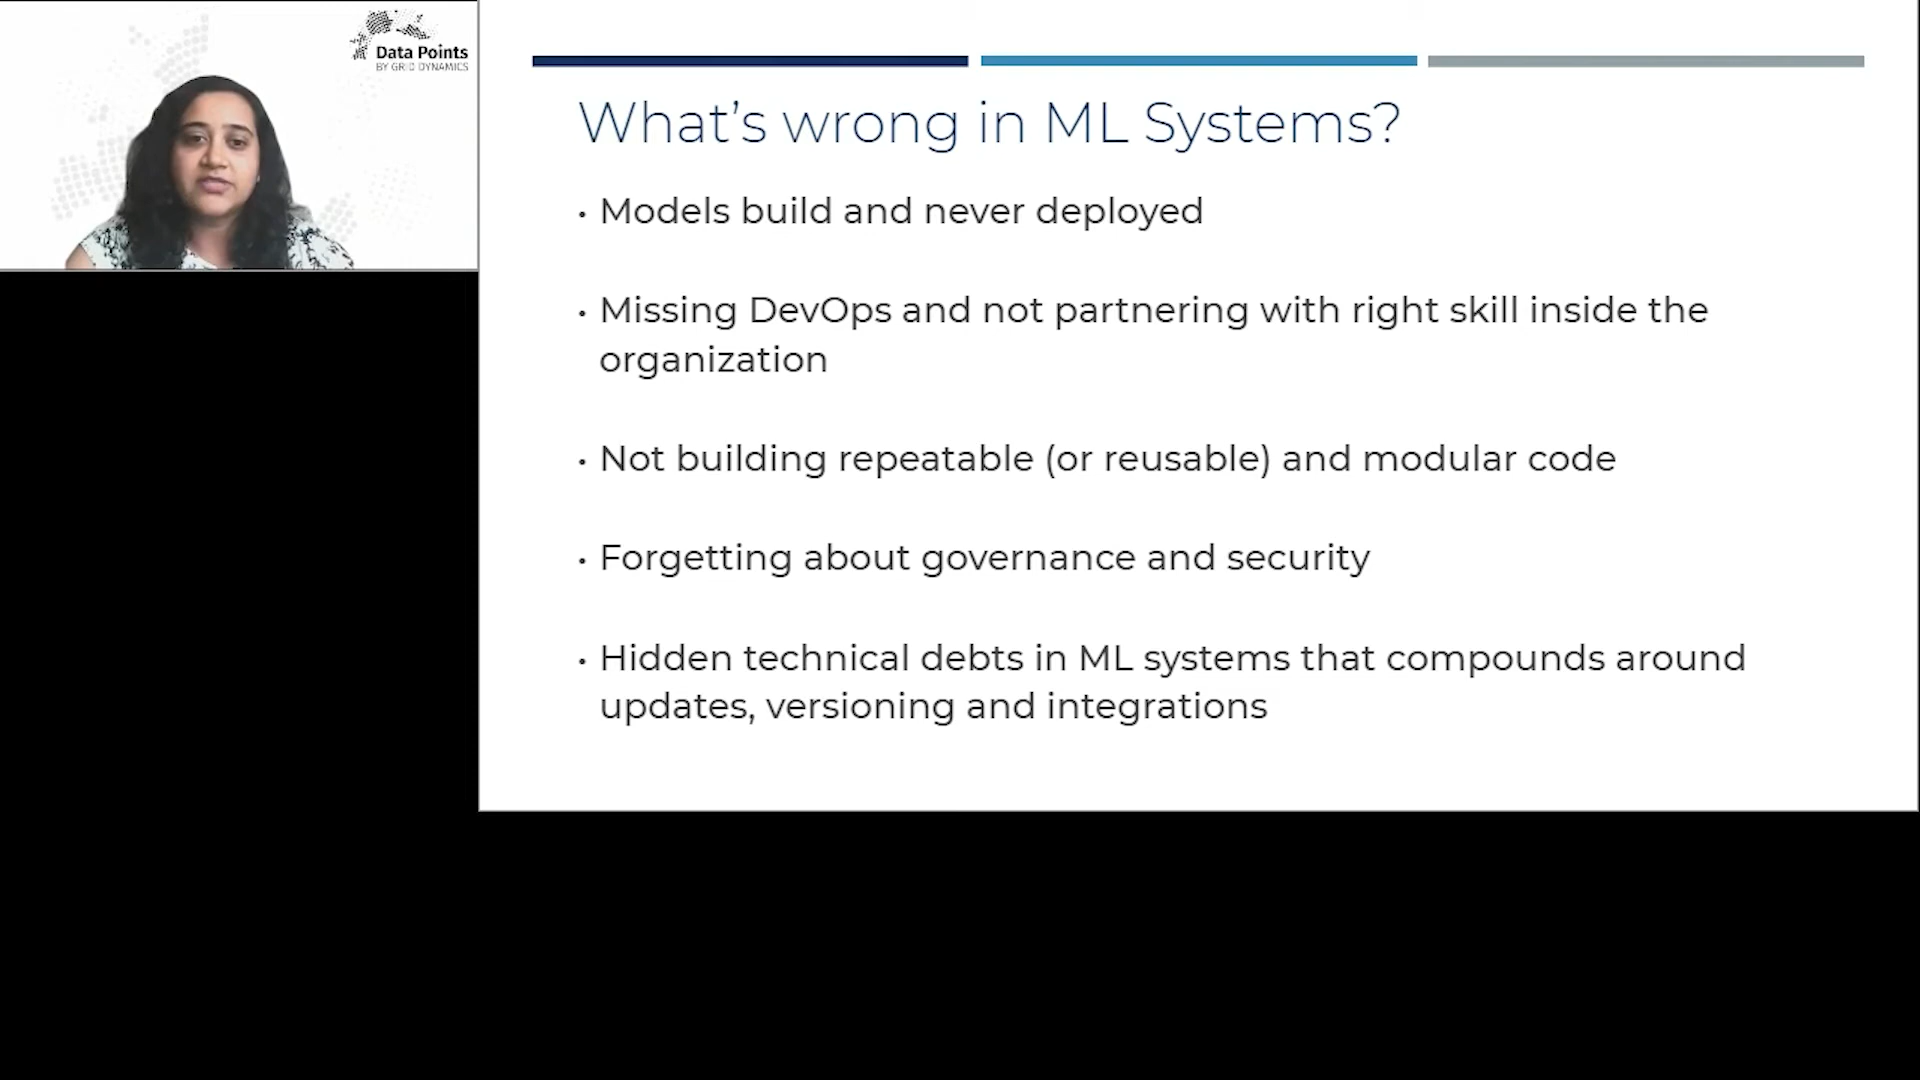 Data Points
BY GRID DYNAMICS
What's wrong in ML Systems?
• Models build and never deployed
• Missing DevOps and not partnering with right skill inside the
organization
• Not building repeatable (or reusable) and modular code
• Forgetting about governance and security
• Hidden technical debts in ML systems that compounds around
updates, versioning and integrations